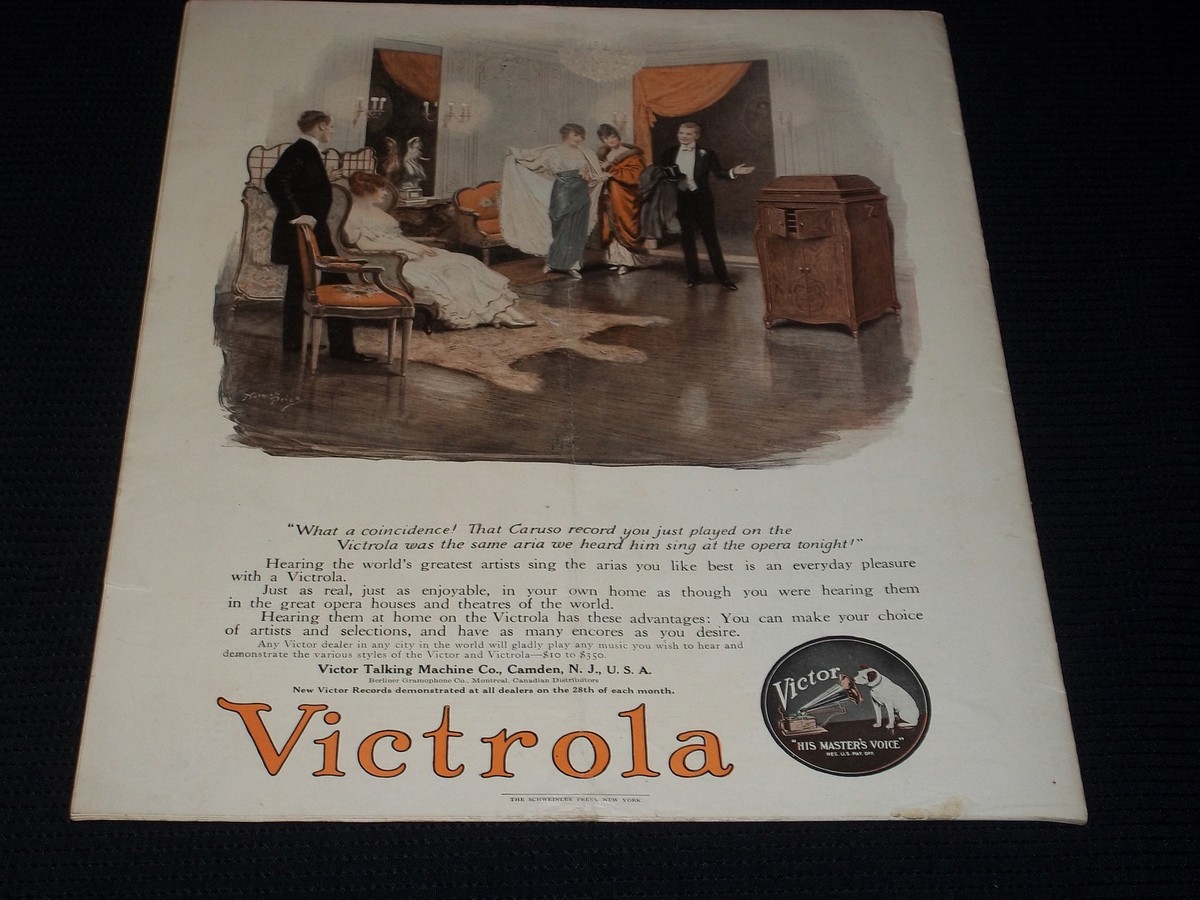 "What a coincidence! That Caruso record you just played on the
Victrola was the same aria we heard him sing at the opera tonight!"
Hearing the world's greatest artists sing the arias you like best is an everyday pleasure
with a Victrola.
Just as real, just as enjoyable, in your own home as though you were hearing them
in the great opera houses and theatres of the world.
Hearing them at home on the Victrola has these advantages: You can make your choice
of artists and selections, and have as many encores as you desire.
Any Victor dealer in any city in the world will gladly play any music you wish to hear and
demonstrate the various styles of the Victor and Victrola—$10 to $350.
Victor Talking Machine Co., Camden, N. J., U. S. A.
Berliner Gramophone Co., Montreal, Canadian Distributors
New Victor Records demonstrated at all dealers on the 28th of each month.
Victrola
Victor
"HIS MASTER'S VOICE"
REG. U.S. PAT. OFF.
THE SCHWEINLER PRESS, NEW YORK